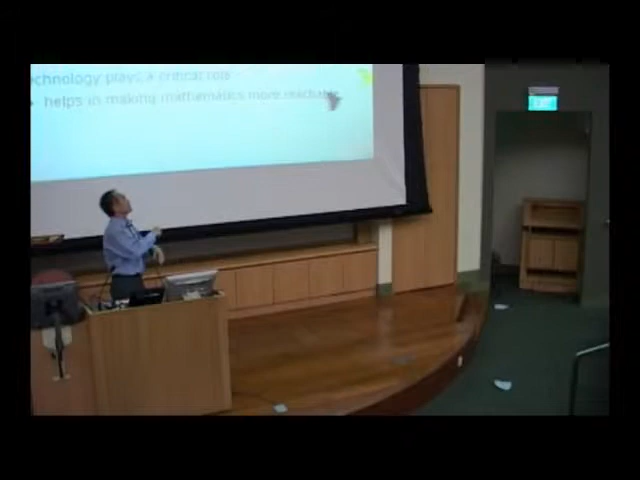 echnology plays a critical role
helps in making mathematics more reachable
EXIT